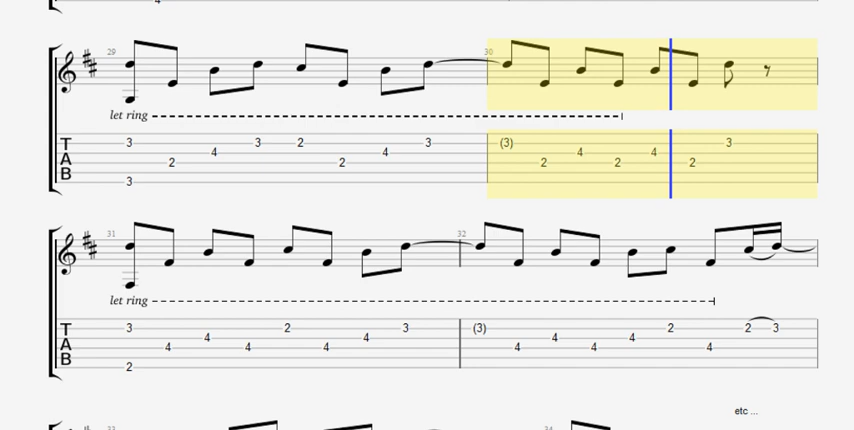 29 30
let ring
T 3 3 2 3 (3) 3
4 4 4 4
A 2 2 2 2 2
B 3
31 32
let ring
T 3 2 3 (3) 2 2 3
4 4 4 4
A 4 4 4 4 4 4
B 2
etc ...
33 34